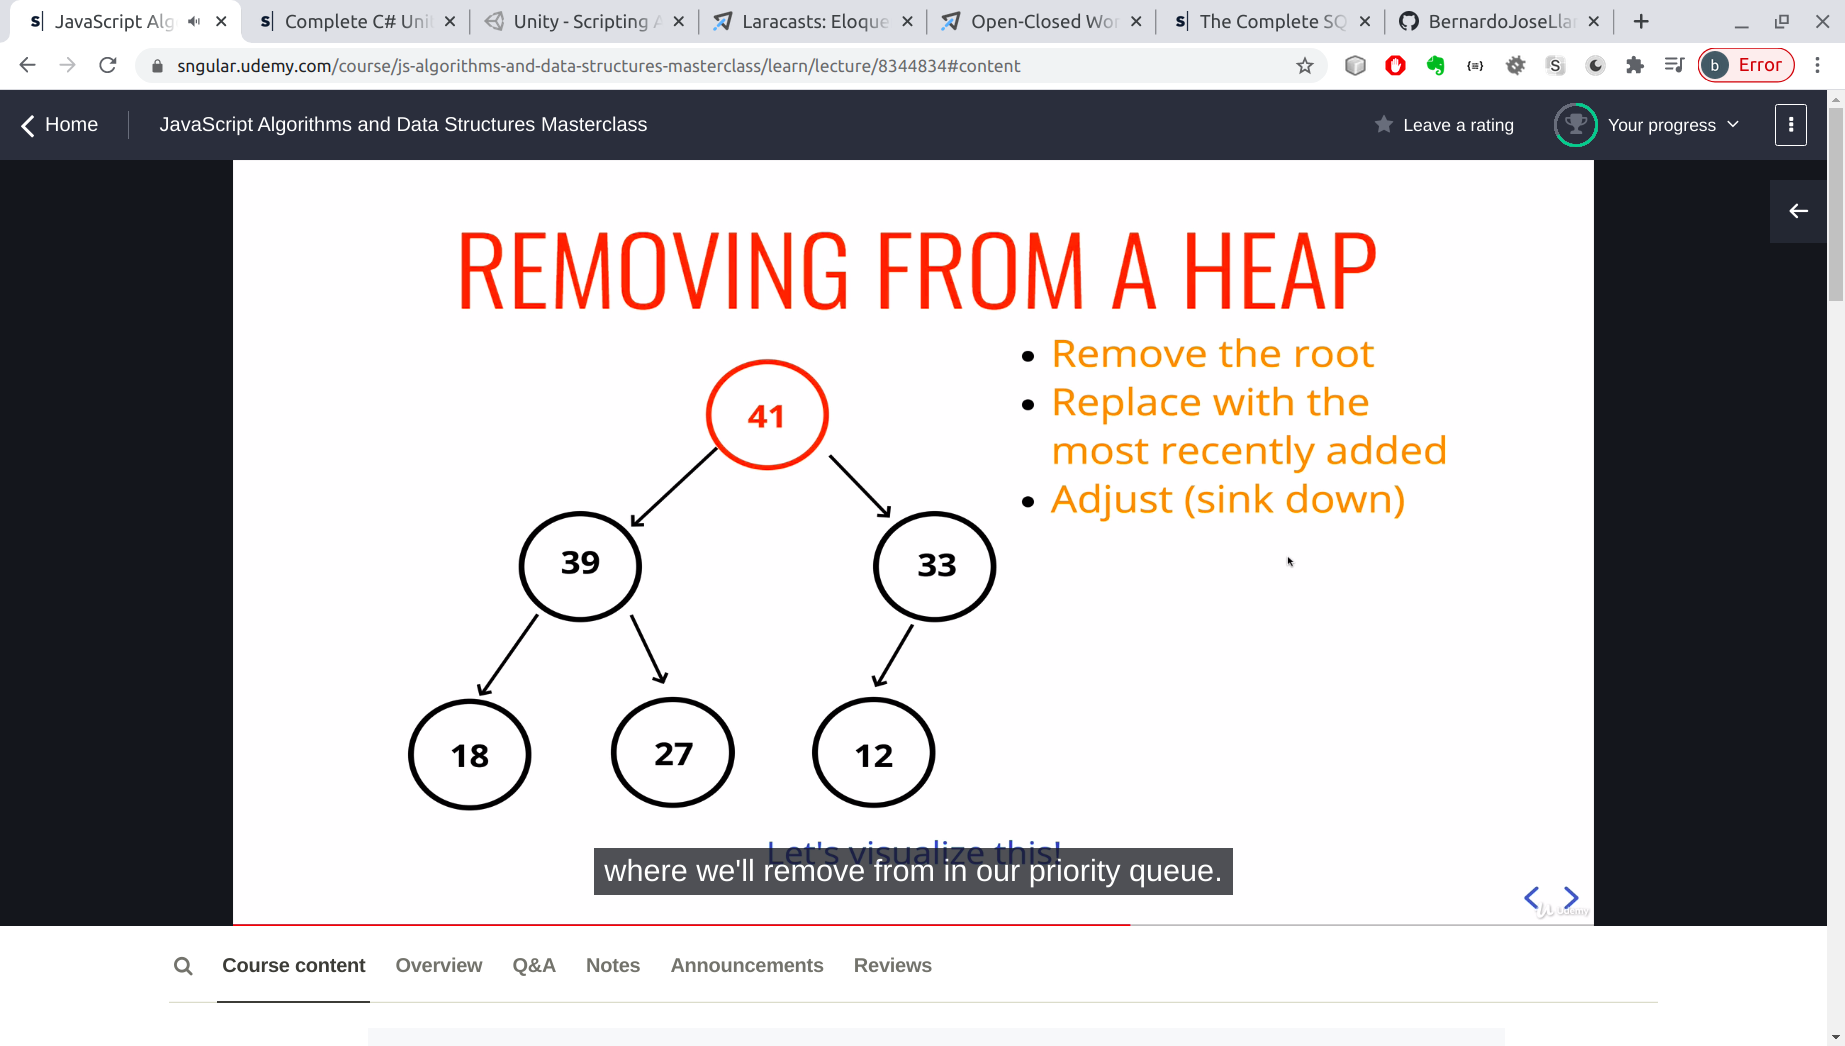 s| JavaScript Alg
s| Complete C# Uni
Unity - Scripting A
Laracasts: Eloque
Open-Closed Wor
s| The Complete SQ
BernardoJoseLla
sngular.udemy.com/course/js-algorithms-and-data-structures-masterclass/learn/lecture/8344834#content
b Error
Home
JavaScript Algorithms and Data Structures Masterclass
Leave a rating
Your progress
REMOVING FROM A HEAP
• Remove the root
• Replace with the
most recently added
• Adjust (sink down)
41
39
33
18
27
12
Let's visualize this!
where we'll remove from in our priority queue.
Udemy
Course content
Overview
Q&A
Notes
Announcements
Reviews